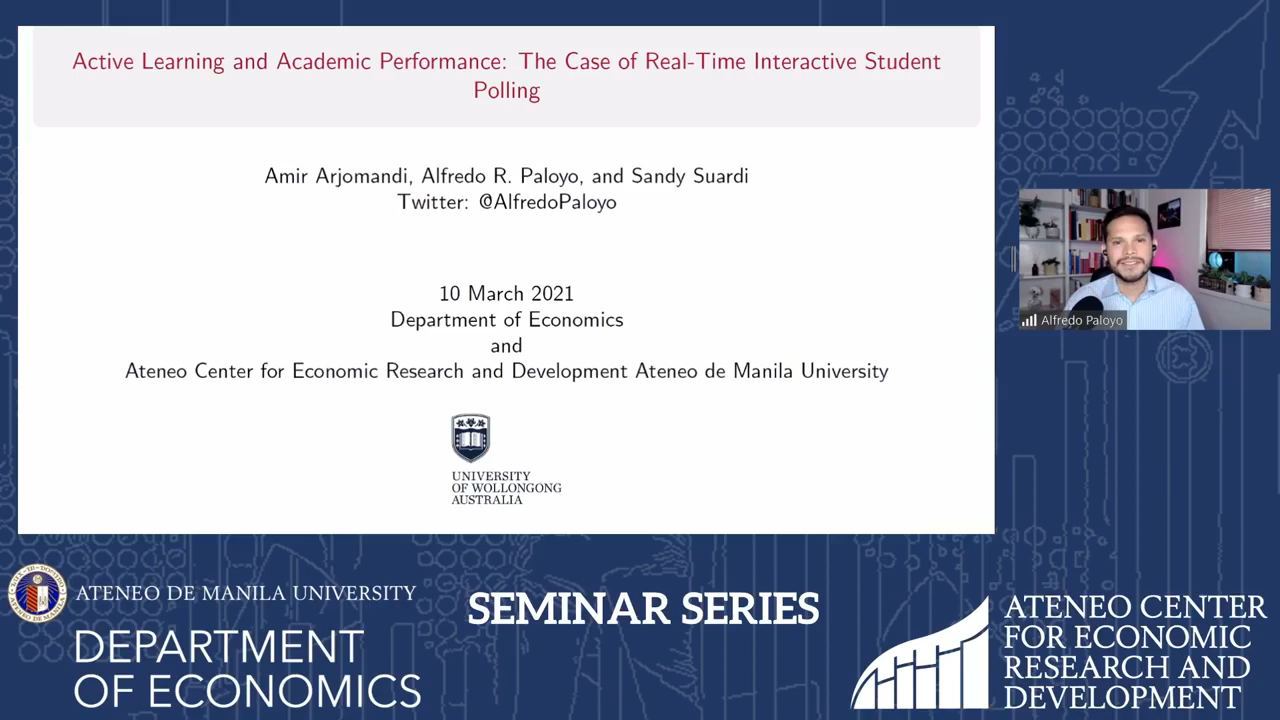 Active Learning and Academic Performance: The Case of Real-Time Interactive Student
Polling
Amir Arjomandi, Alfredo R. Paloyo, and Sandy Suardi
Twitter: @AlfredoPaloyo
10 March 2021
Department of Economics
and
Ateneo Center for Economic Research and Development Ateneo de Manila University
UNIVERSITY
OF WOLLONGONG
AUSTRALIA
Alfredo Paloyo
ATENEO DE MANILA UNIVERSITY
DEPARTMENT
OF ECONOMICS
SEMINAR SERIES
ATENEO CENTER
FOR ECONOMIC
RESEARCH AND
DEVELOPMENT